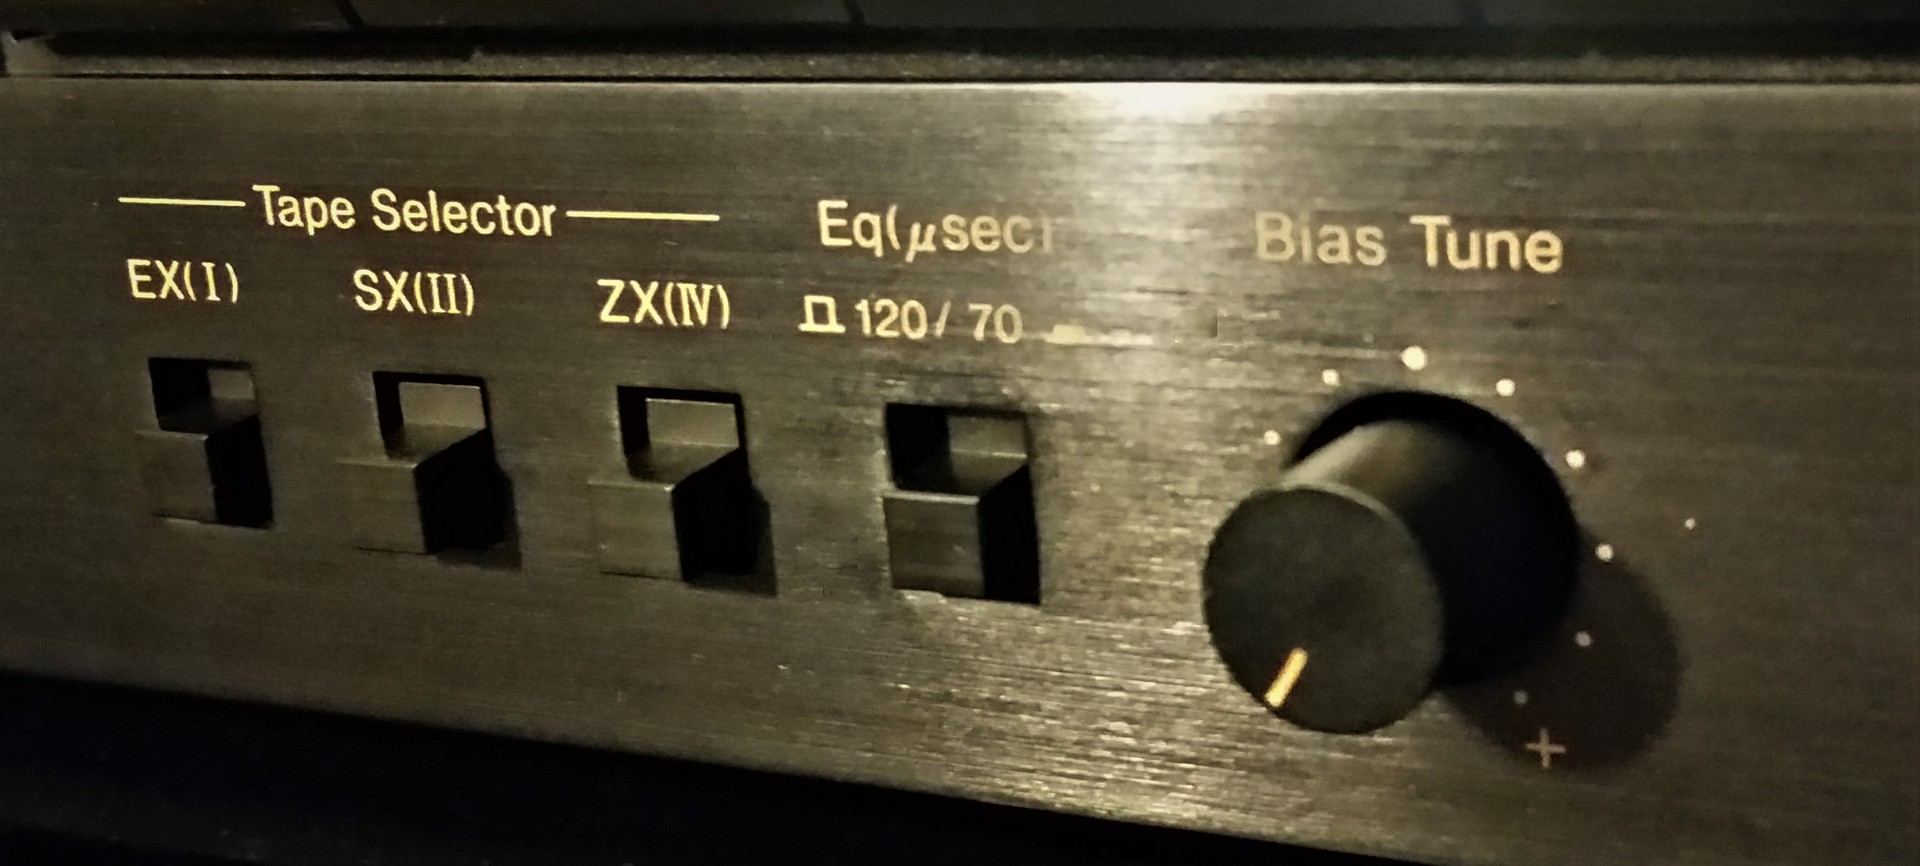 Tape Selector
EX(I) SX(II) ZX(IV)
Eq(μsec)
120/ 70
Bias Tune
+